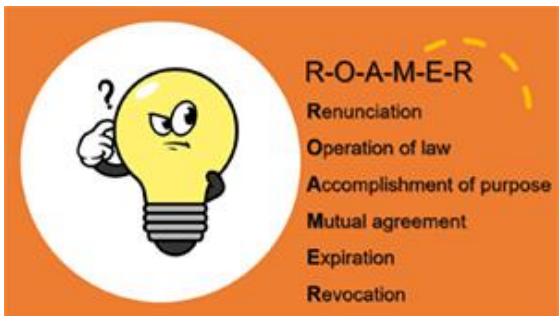 ?
R-O-A-M-E-R
Renunciation
Operation of law
Accomplishment of purpose
Mutual agreement
Expiration
Revocation